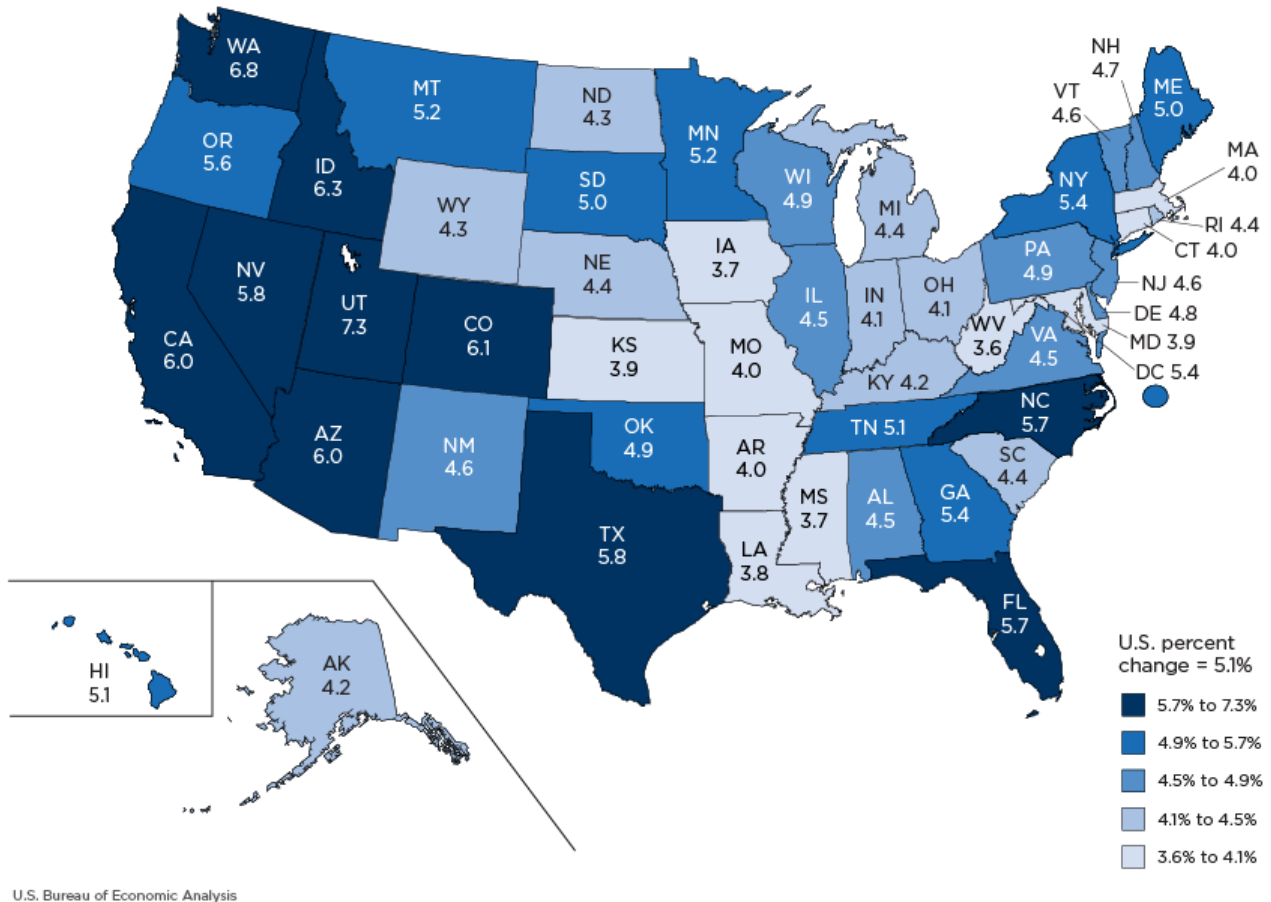 WA
6.8
MT
5.2
ND
4.3
MN
5.2
NH
4.7
VT
4.6
ME
5.0
OR
5.6
ID
6.3
SD
5.0
WI
4.9
MI
4.4
NY
5.4
MA
4.0
WY
4.3
RI 4.4
CT 4.0
IA
3.7
PA
4.9
NJ 4.6
NE
4.4
NV
5.8
UT
7.3
CO
6.1
IL
4.5
IN
4.1
OH
4.1
DE 4.8
WV
3.6
VA
4.5
MD 3.9
DC 5.4
CA
6.0
KS
3.9
MO
4.0
KY 4.2
NC
5.7
AZ
6.0
NM
4.6
OK
4.9
AR
4.0
TN 5.1
SC
4.4
MS
3.7
AL
4.5
GA
5.4
TX
5.8
LA
3.8
FL
5.7
HI
5.1
AK
4.2
U.S. percent
change = 5.1%
5.7% to 7.3%
4.9% to 5.7%
4.5% to 4.9%
4.1% to 4.5%
3.6% to 4.1%
U.S. Bureau of Economic Analysis